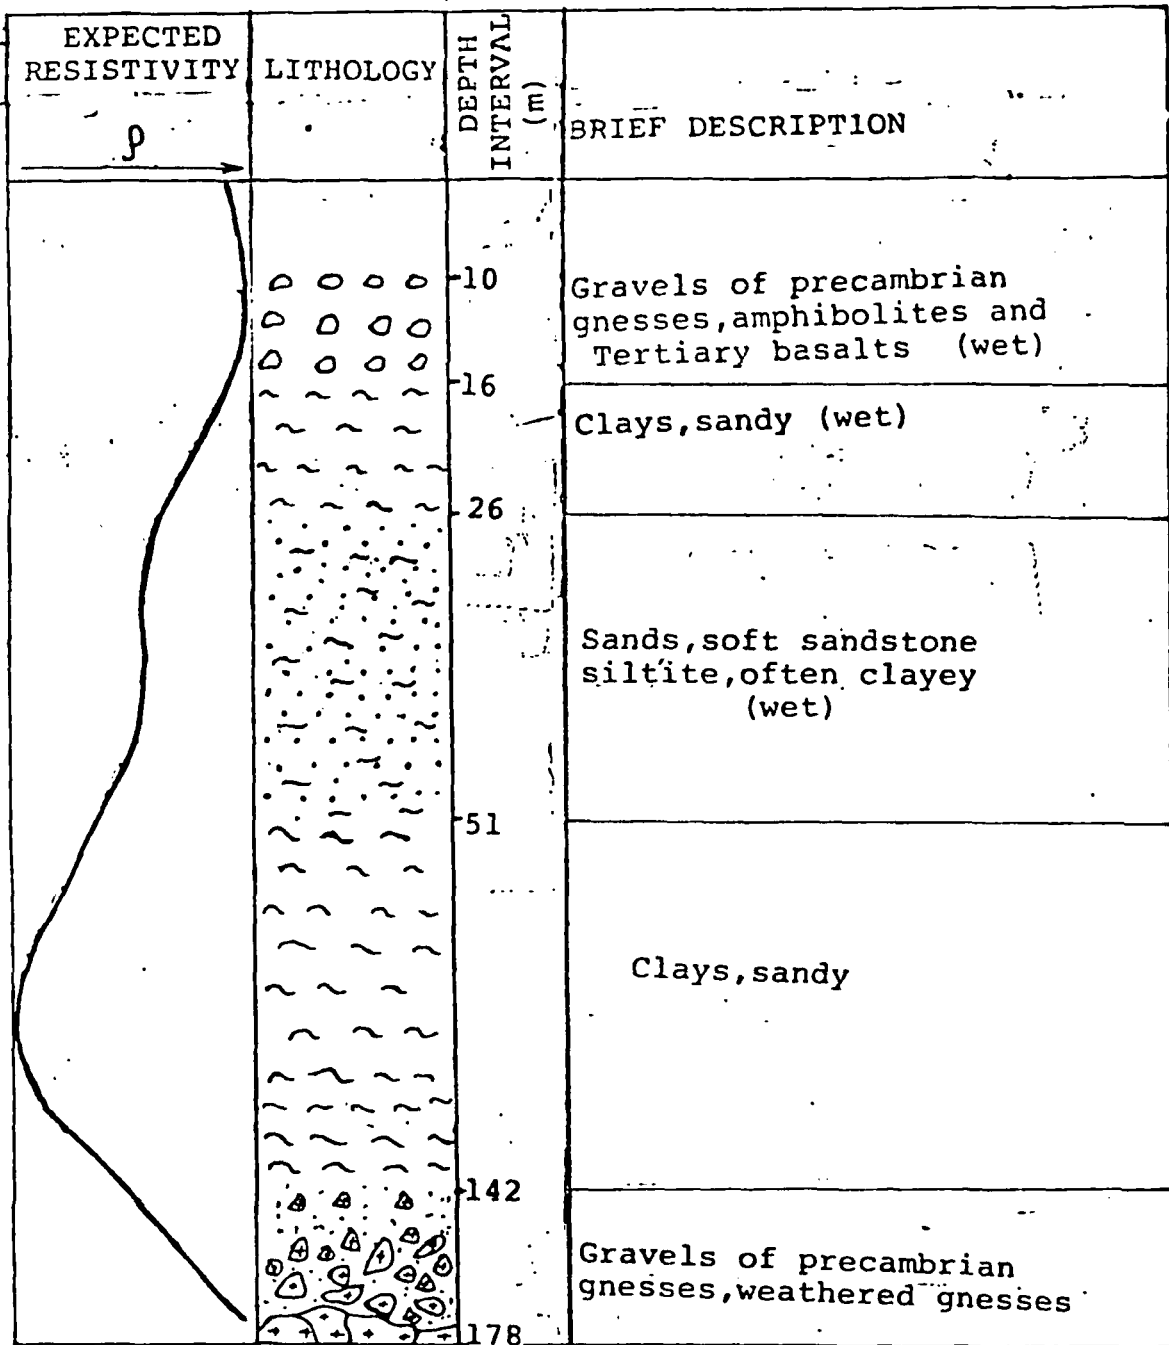 EXPECTED
RESISTIVITY
ρ
LITHOLOGY
DEPTH
INTERVAL
(m)
BRIEF DESCRIPTION
10
Gravels of precambrian
gnesses,amphibolites and
Tertiary basalts (wet)
16
Clays,sandy (wet)
26
Sands,soft sandstone
siltite,often clayey
(wet)
51
Clays,sandy
142
Gravels of precambrian
gnesses,weathered gnesses
178